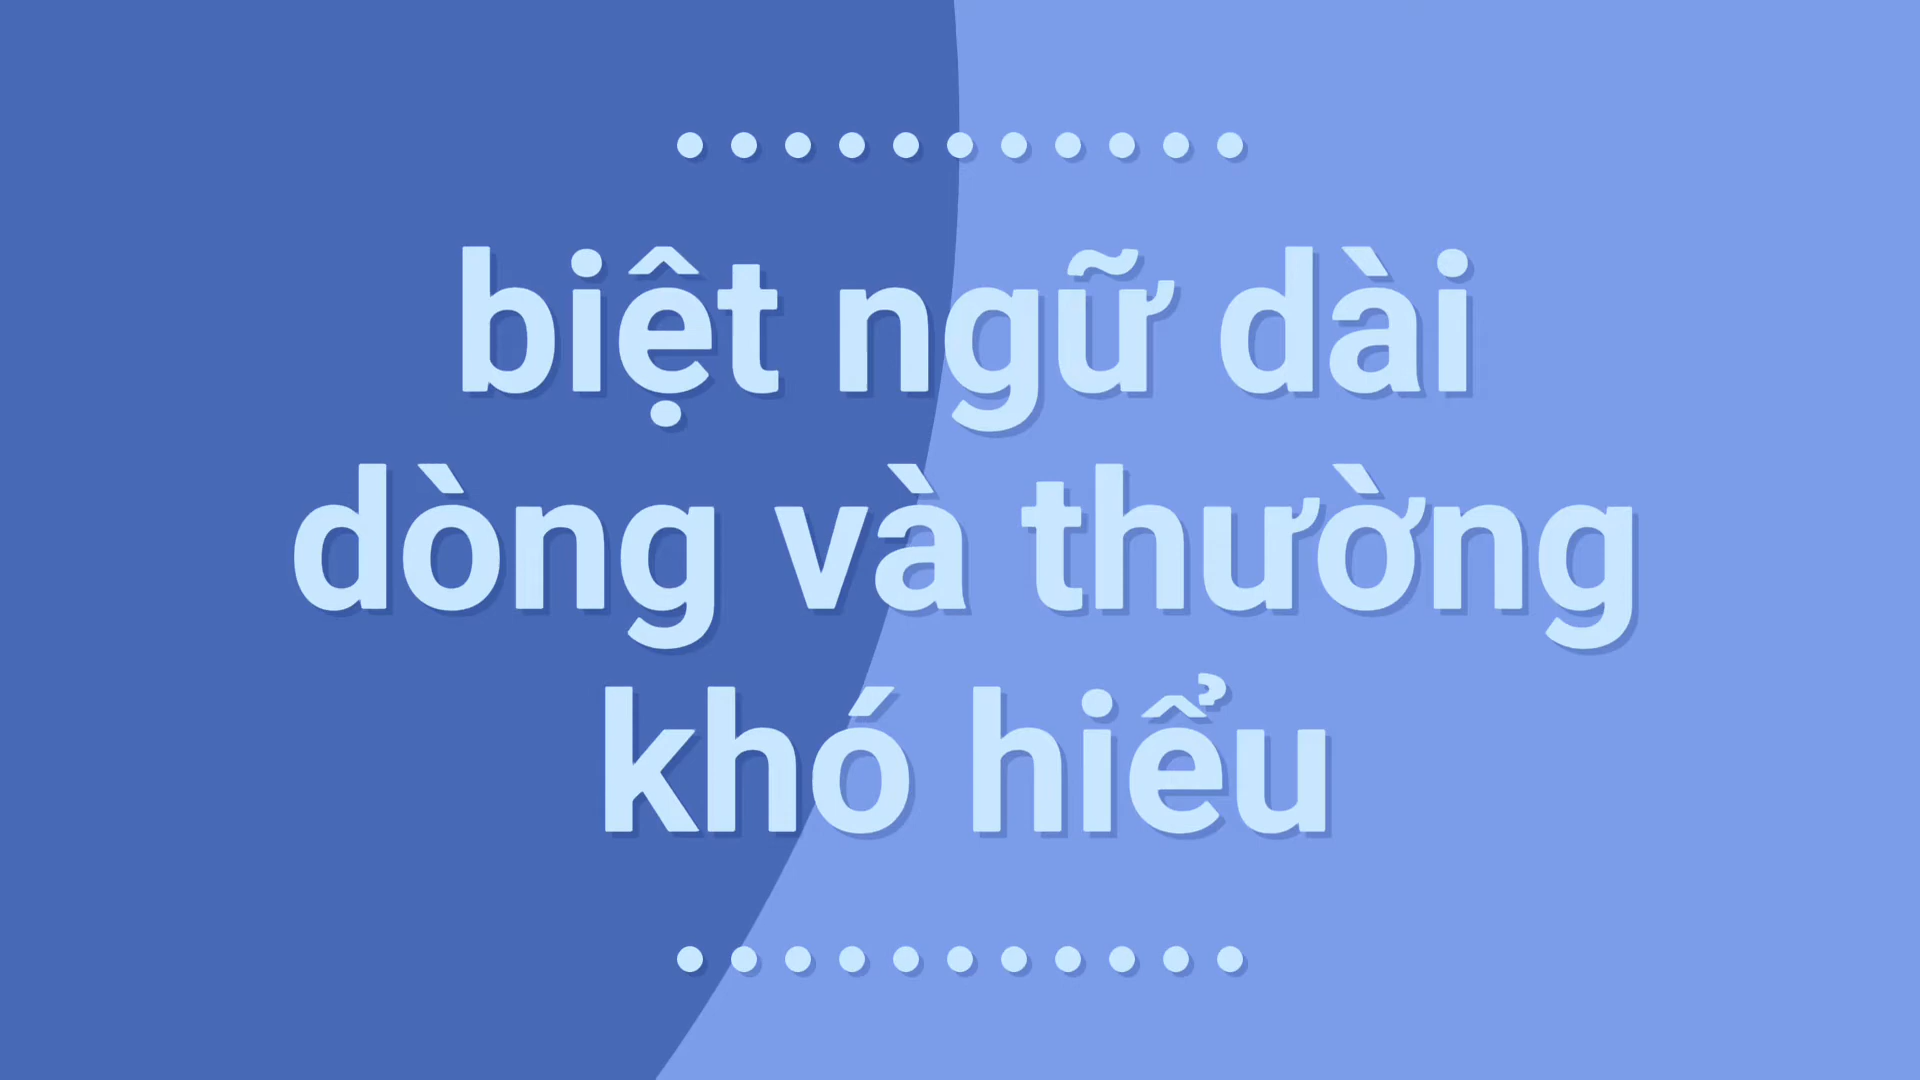 biệt ngữ dài
dòng và thường
khó hiểu